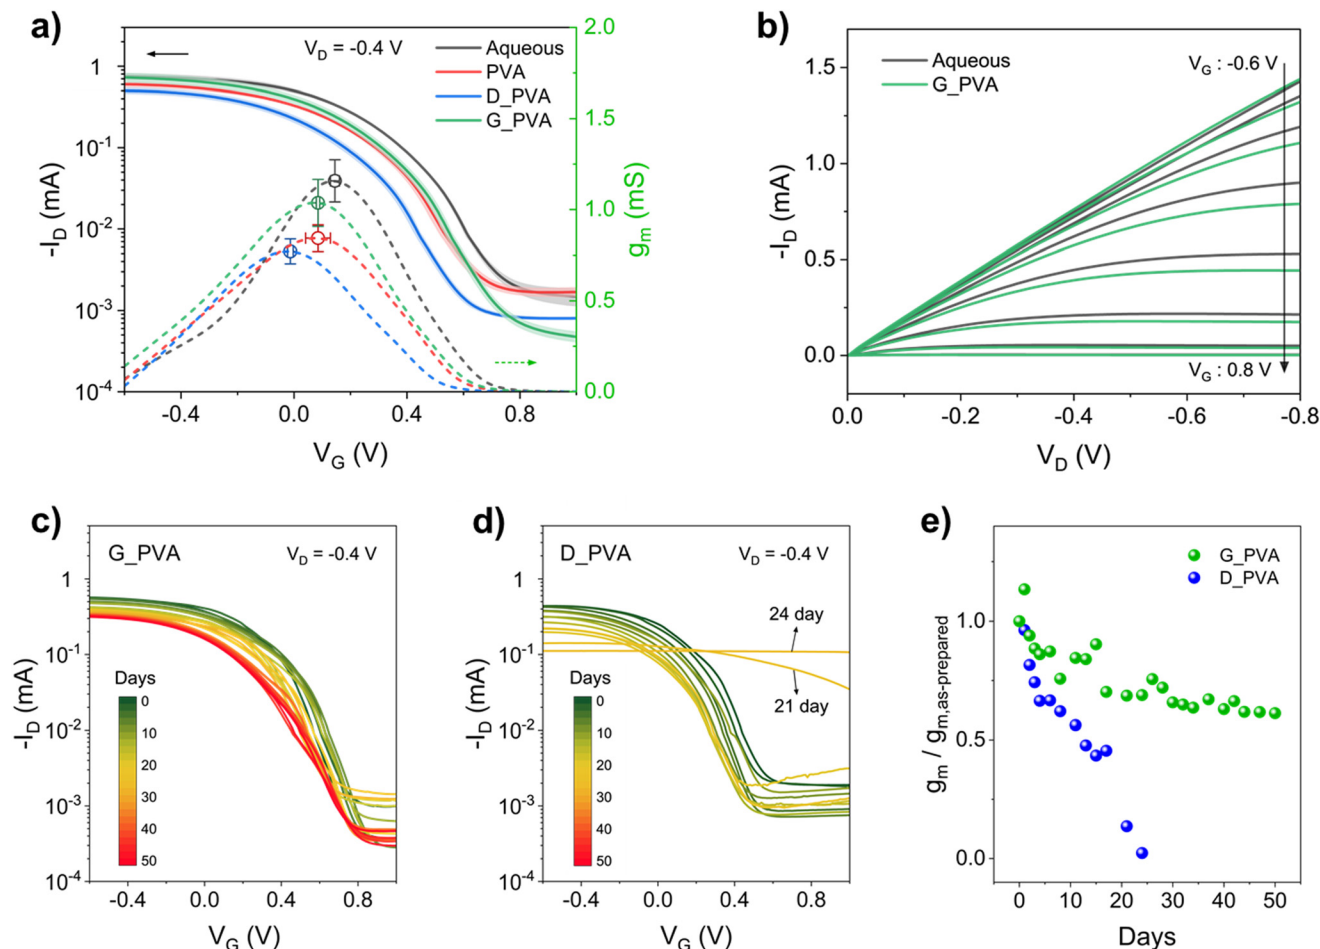 a)
V_D = -0.4 V
Aqueous
PVA
D_PVA
G_PVA
1
10⁻¹
10⁻²
10⁻³
10⁻⁴
-I_D (mA)
2.0
1.5
1.0
0.5
0.0
g_m (mS)
-0.4 0.0 0.4 0.8
V_G (V)
b)
Aqueous
G_PVA
V_G : -0.6 V
V_G : 0.8 V
1.5
1.0
0.5
0.0
-I_D (mA)
0.0 -0.2 -0.4 -0.6 -0.8
V_D (V)
c)
G_PVA
V_D = -0.4 V
1
10⁻¹
10⁻²
10⁻³
10⁻⁴
-I_D (mA)
Days
0
10
20
30
40
50
-0.4 0.0 0.4 0.8
V_G (V)
d)
D_PVA
V_D = -0.4 V
24 day
21 day
1
10⁻¹
10⁻²
10⁻³
10⁻⁴
-I_D (mA)
Days
0
10
20
30
40
50
-0.4 0.0 0.4 0.8
V_G (V)
e)
G_PVA
D_PVA
1.0
0.5
0.0
g_m / g_m,as-prepared
0 10 20 30 40 50
Days